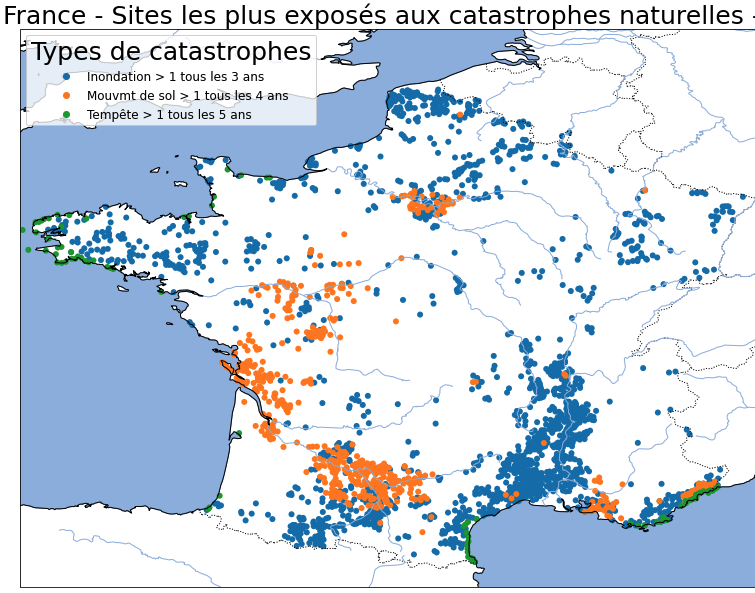 France - Sites les plus exposés aux catastrophes naturelles -
Types de catastrophes
Inondation > 1 tous les 3 ans
Mouvmt de sol > 1 tous les 4 ans
Tempête > 1 tous les 5 ans